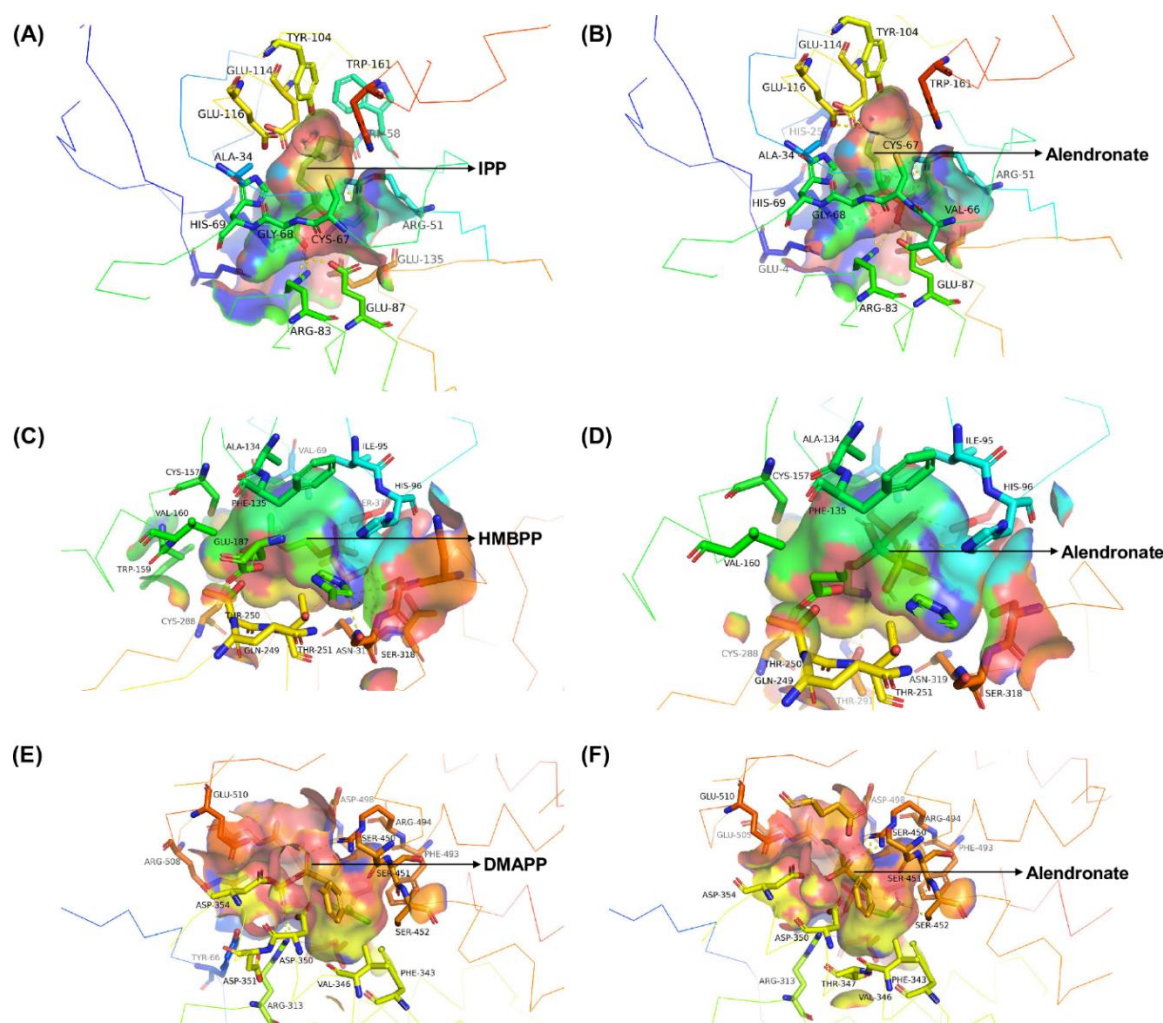 (A)
TYR-104
GLU-114
TRP-161
GLU-116
ALA-34
IPP
HIS-69
GLY-68
CYS-67
ARG-51
GLU-135
GLU-87
ARG-83
(B)
TYR-104
GLU-114
GLU-116
TRP-161
CYS-67
ALA-34
Alendronate
ARG-51
HIS-69
GLY-68
VAL-66
GLU-4
GLU-87
ARG-83
(C)
ALA-134
VAL-69
ILE-95
CYS-157
HIS-96
PHE-135
VAL-160
GLU-187
HMBPP
TRP-159
THR-250
CYS-288
GLN-249
THR-251
ASN-31
SER-318
(D)
ALA-134
ILE-95
CYS-157
HIS-96
PHE-135
Alendronate
VAL-160
CYS-288
THR-250
GLN-249
ASN-319
THR-251
SER-318
THR-291
(E)
GLU-510
ASP-498
ARG-494
SER-450
PHE-493
ARG-508
DMAPP
SER-451
ASP-354
SER-452
TYR-66
ASP-350
ASP-351
PHE-343
VAL-346
ARG-313
(F)
GLU-510
ASP-498
ARG-494
SER-450
GLU-505
PHE-493
Alendronate
SER-451
ASP-354
SER-452
ASP-350
ARG-313
PHE-343
THR-347
VAL-346